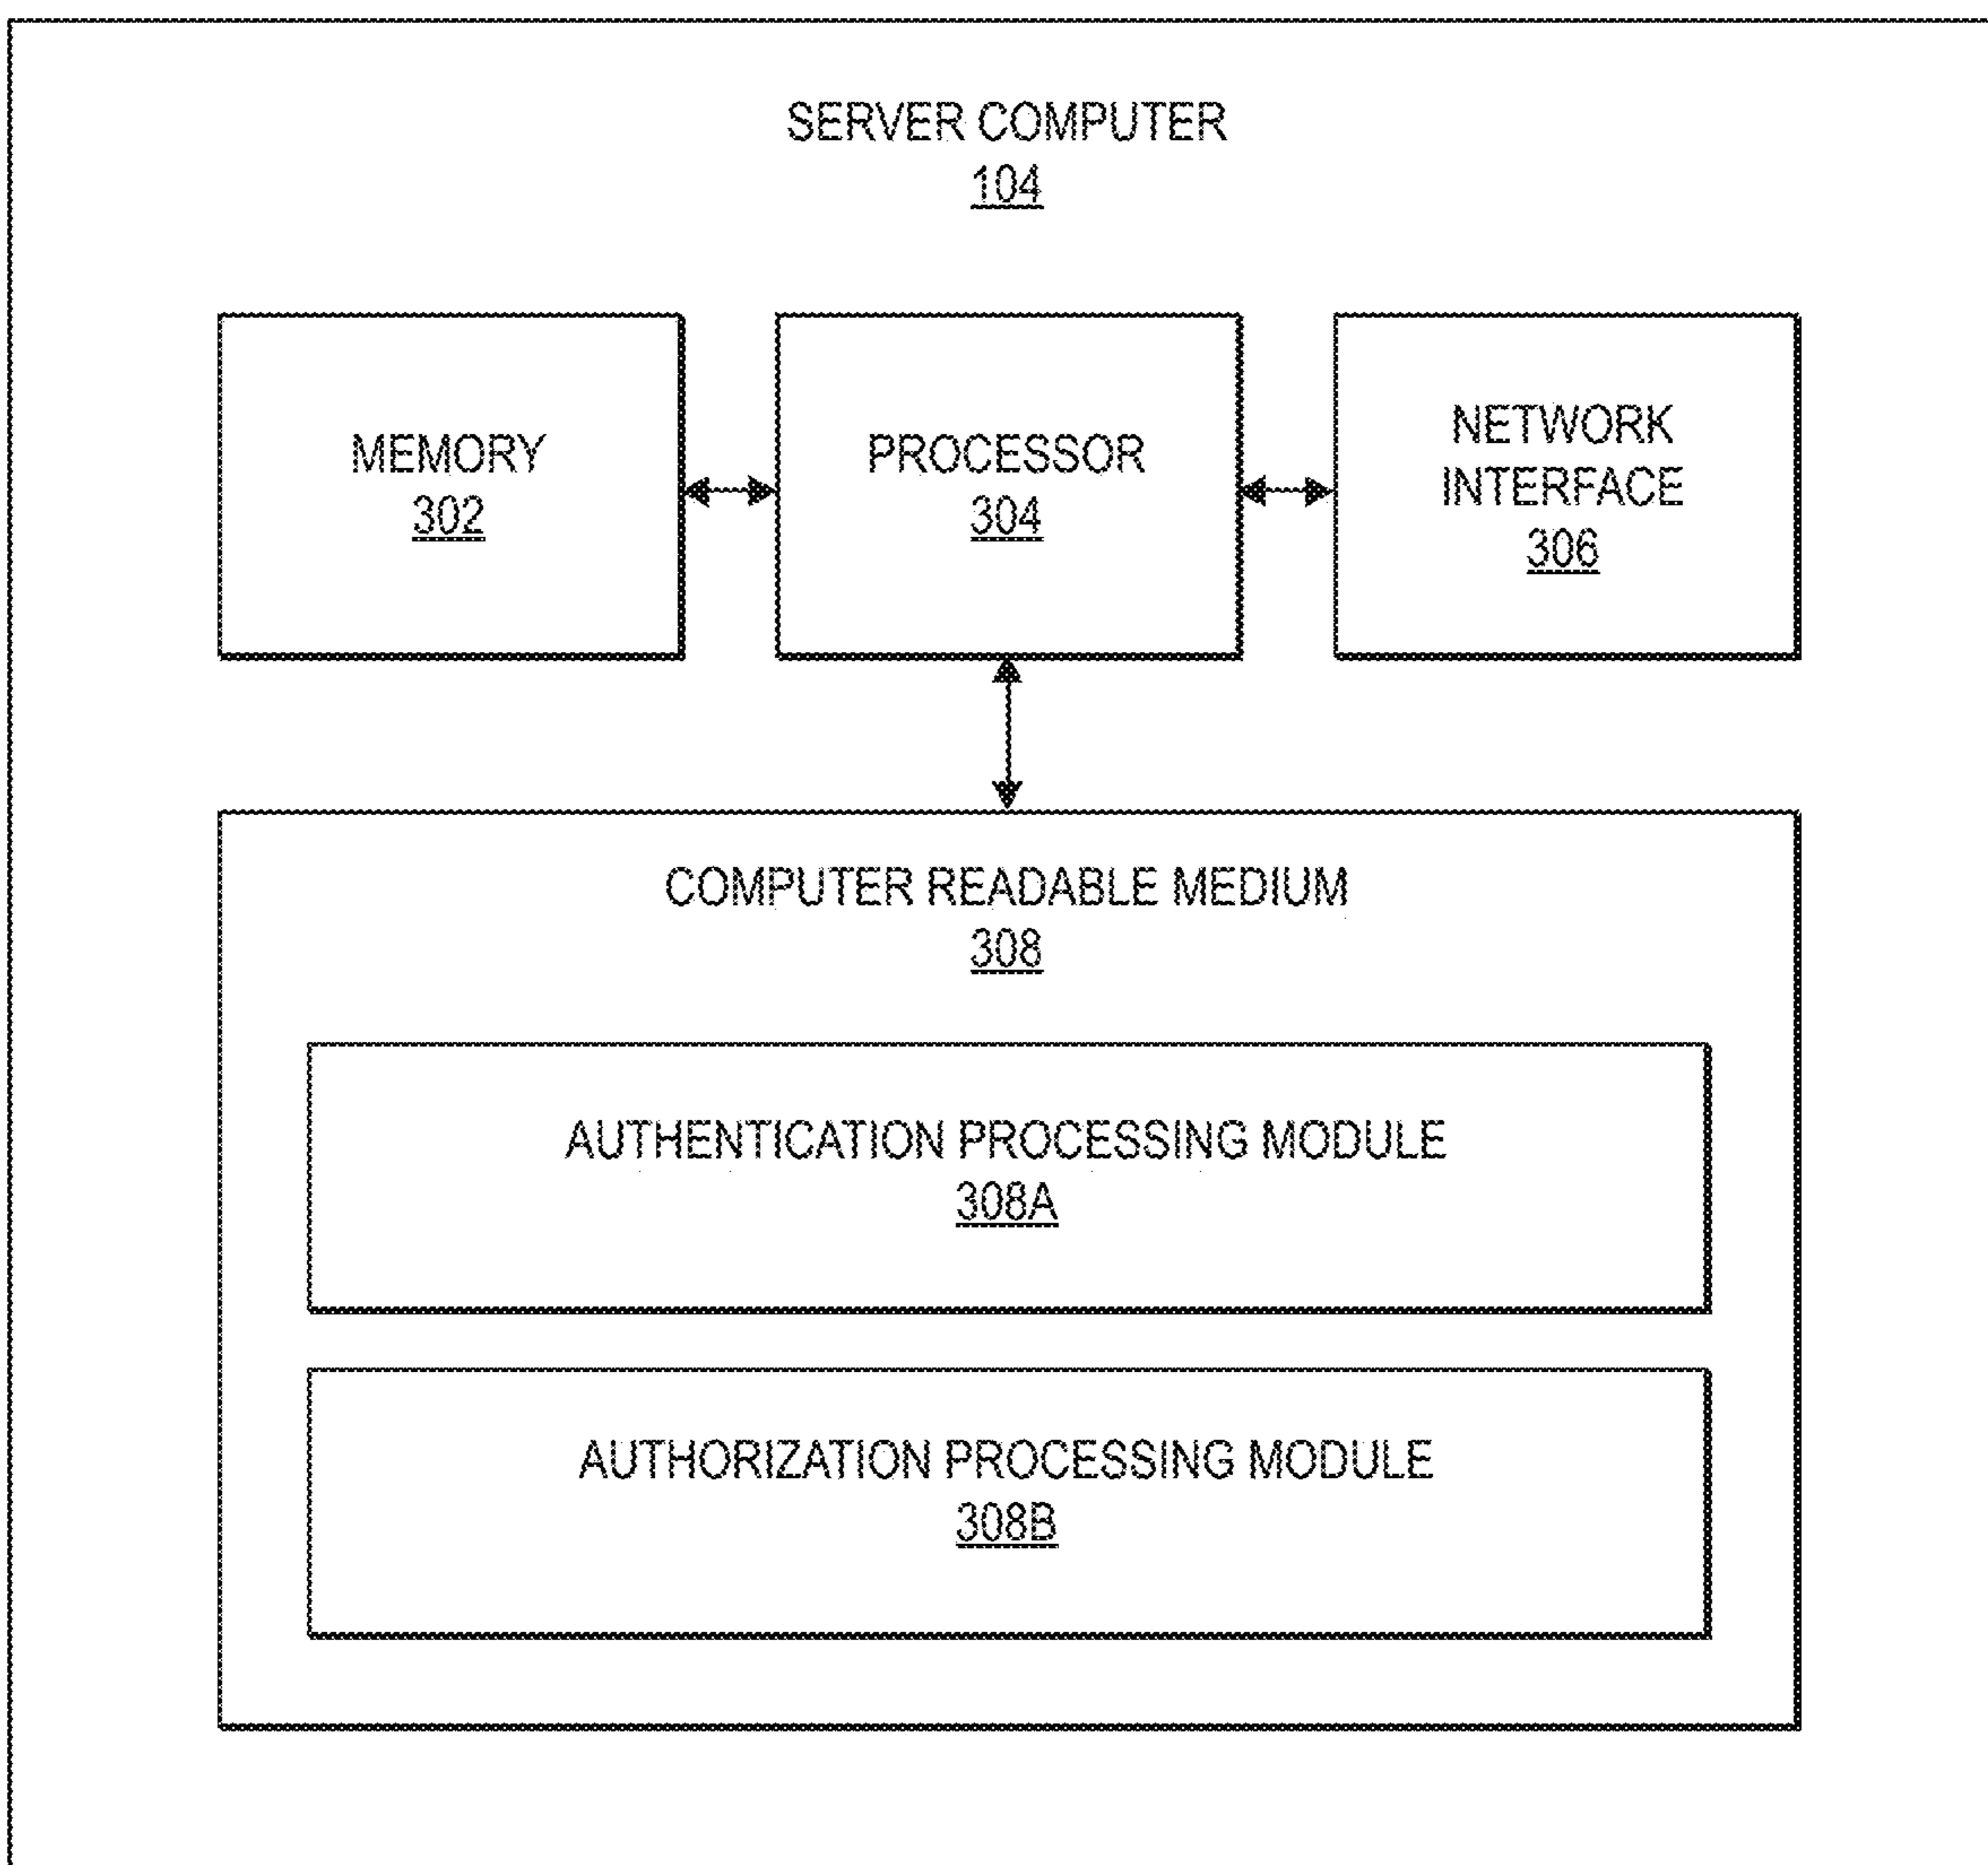 SERVER COMPUTER
104
MEMORY
302
PROCESSOR
304
NETWORK
INTERFACE
306
COMPUTER READABLE MEDIUM
308
AUTHENTICATION PROCESSING MODULE
308A
AUTHORIZATION PROCESSING MODULE
308B